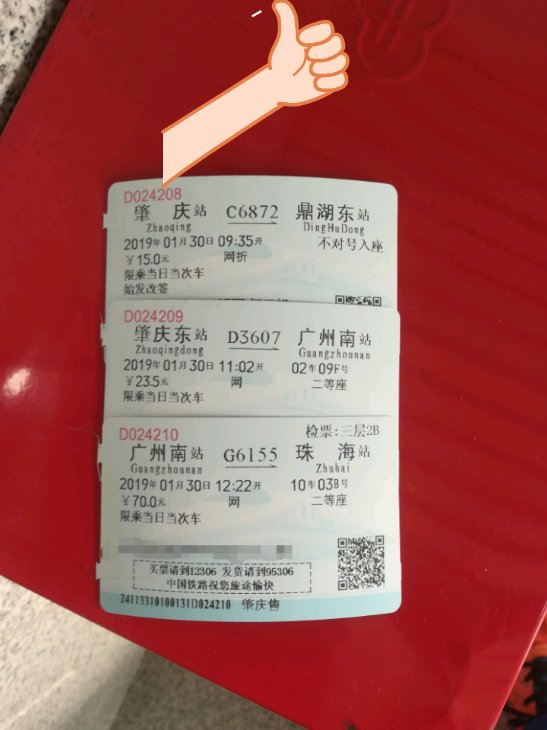 D024208
肇 庆站 C6872 鼎湖东站
Zhaoqing DingHuDong
2019年01月30日 09:35开 不对号入座
￥15.0元 网折
限乘当日当次车
始发改签
D024209
肇庆东站 D3607 广州南站
Zhaoqingdong Guangzhounan
2019年01月30日 11:02开 02车09F号
￥23.5元 网 二等座
限乘当日当次车
D024210 检票:三层2B
广州南站 G6155 珠 海站
Guangzhounan Zhuhai
2019年01月30日 12:22开 10车03B号
￥70.0元 网 二等座
限乘当日当次车
买票请到12306 发货请到95306
中国铁路祝您旅途愉快
24113310100131D024210 肇庆售